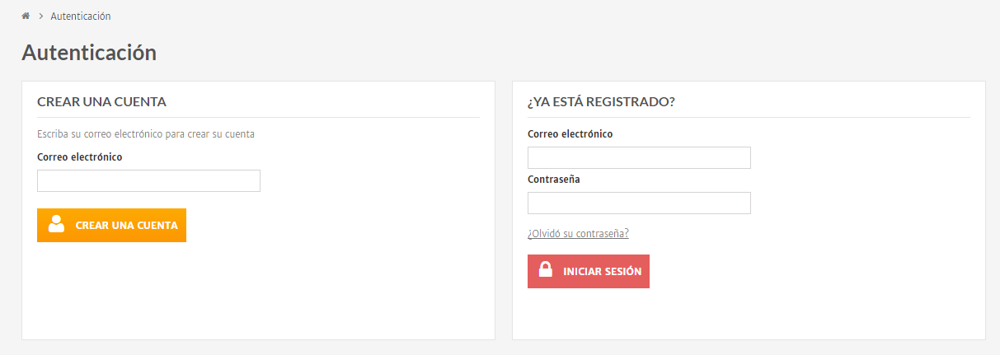 Autenticación
Autenticación
CREAR UNA CUENTA
Escriba su correo electrónico para crear su cuenta
Correo electrónico
CREAR UNA CUENTA
¿YA ESTÁ REGISTRADO?
Correo electrónico
Contraseña
¿Olvidó su contraseña?
INICIAR SESIÓN